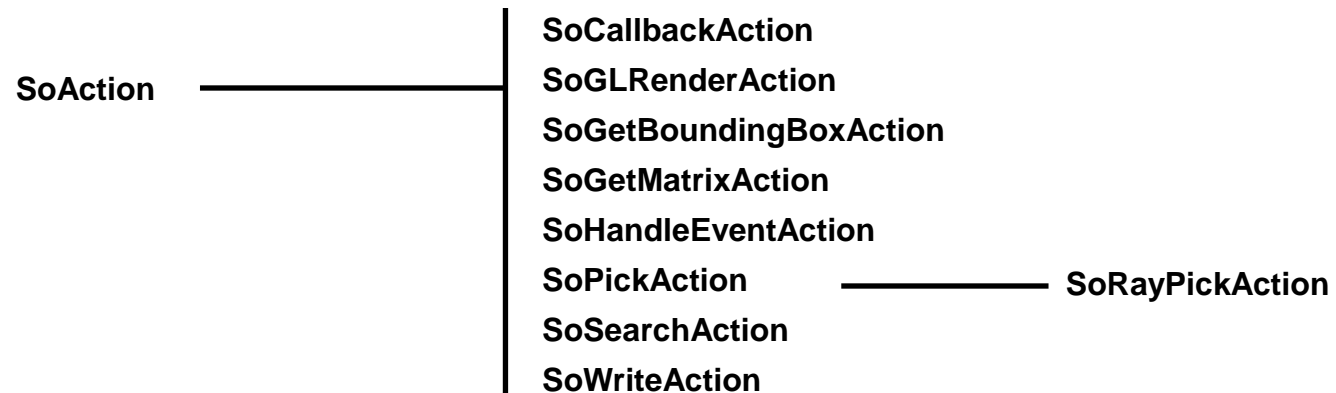 SoCallbackAction
SoAction
SoGLRenderAction
SoGetBoundingBoxAction
SoGetMatrixAction
SoHandleEventAction
SoPickAction
SoRayPickAction
SoSearchAction
SoWriteAction